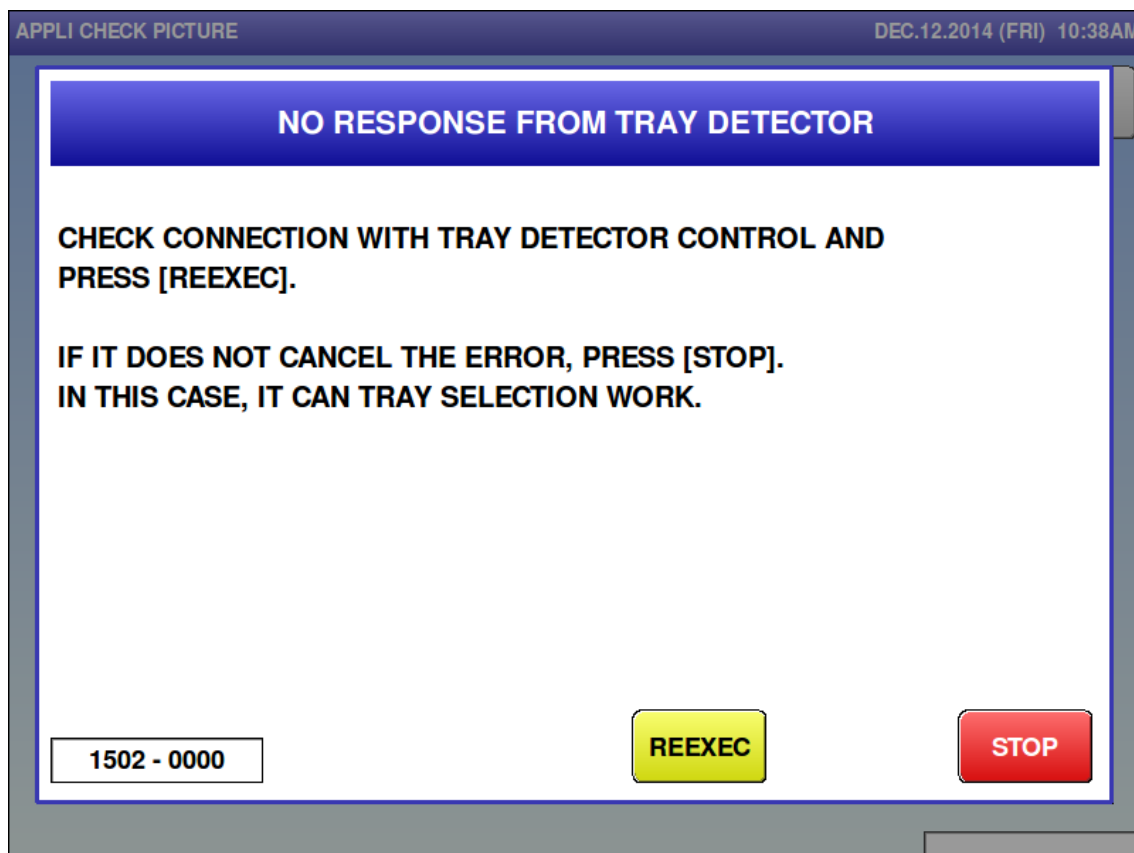 APPLI CHECK PICTURE
DEC.12.2014 (FRI) 10:38AM
NO RESPONSE FROM TRAY DETECTOR
CHECK CONNECTION WITH TRAY DETECTOR CONTROL AND
PRESS [REEXEC].
IF IT DOES NOT CANCEL THE ERROR, PRESS [STOP].
IN THIS CASE, IT CAN TRAY SELECTION WORK.
1502 - 0000
REEXEC
STOP